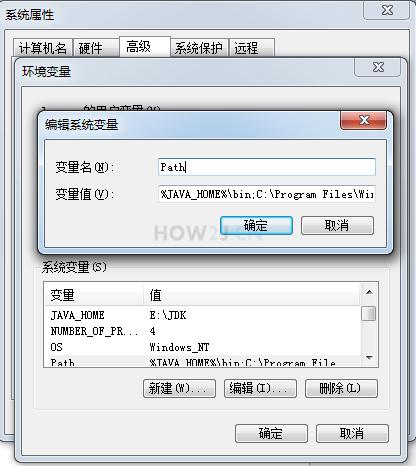 系统属性
计算机名 硬件 高级 系统保护 远程
环境变量
的用户变量(U)
编辑系统变量
变量名(N): Path
变量值(V): %JAVA_HOME%\bin;C:\Program Files\Win
确定 取消
HOW2J.CN
系统变量(S)
变量 值
JAVA_HOME E:\JDK
NUMBER_OF_PR... 4
OS Windows_NT
Path %JAVA_HOME%\bin;C:\Program File
新建(W)... 编辑(I)... 删除(L)
确定 取消